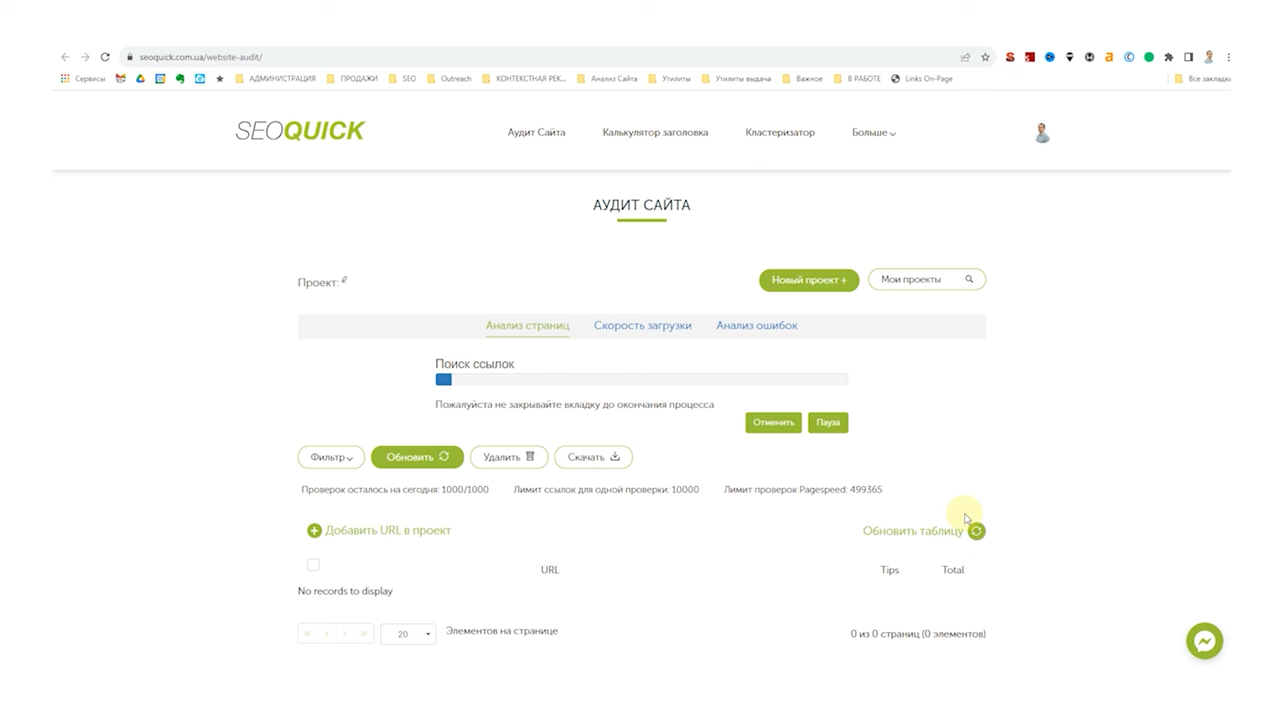 seoquick.com.ua/website-audit/
Сервисы АДМИНИСТРАЦИЯ ПРОДАЖИ SEO Outreach КОНТЕКСТНАЯ РЕК... Анализ Сайта Утилиты Утилиты выдача Важное В РАБОТЕ Links On-Page Все закладки
SEOQUICK Аудит Сайта Калькулятор заголовка Кластеризатор Больше
АУДИТ САЙТА
Проект: Новый проект + Мои проекты
Анализ страниц Скорость загрузки Анализ ошибок
Поиск ссылок
Пожалуйста не закрывайте вкладку до окончания процесса
Отменить Пауза
Фильтр Обновить Удалить Скачать
Проверок осталось на сегодня: 1000/1000 Лимит ссылок для одной проверки: 10000 Лимит проверок Pagespeed: 499365
Добавить URL в проект Обновить таблицу
URL Tips Total
No records to display
« ‹ › » 20 Элементов на странице 0 из 0 страниц (0 элементов)